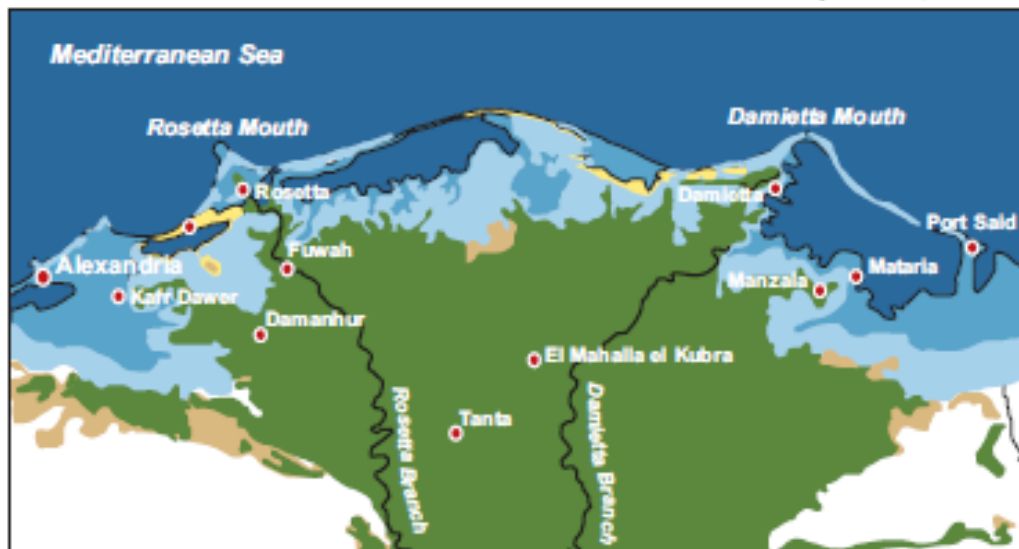 Mediterranean Sea
Rosetta Mouth
Damietta Mouth
Rosetta
Damietta
Port Said
Fuwah
Alexandria
Mataria
Manzala
Kafr Dawer
Damanhur
El Mahalla el Kubra
Tanta
Rosetta Branch
Damietta Branch